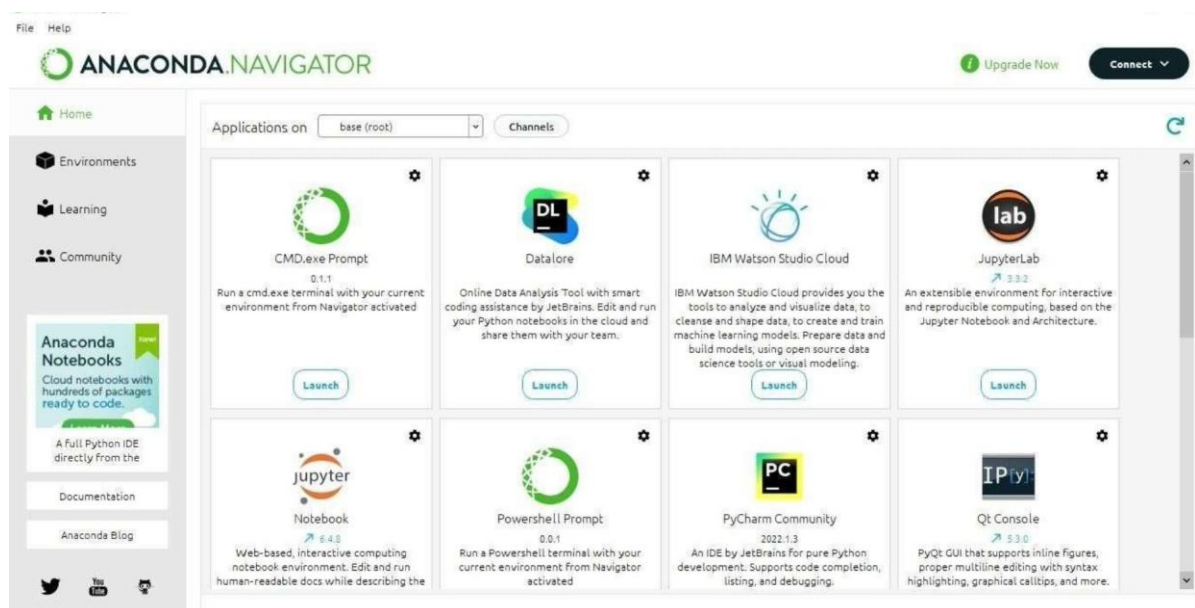 File Help
ANACONDA.NAVIGATOR
Upgrade Now
Connect
Home
Environments
Learning
Community
Anaconda
Notebooks
New!
Cloud notebooks with
hundreds of packages
ready to code.
A full Python IDE
directly from the
Documentation
Anaconda Blog
You
Tube
Applications on base (root) Channels
CMD.exe Prompt
0.1.1
Run a cmd.exe terminal with your current
environment from Navigator activated
Launch
DL
Datalore
Online Data Analysis Tool with smart
coding assistance by JetBrains. Edit and run
your Python notebooks in the cloud and
share them with your team.
Launch
IBM Watson Studio Cloud
IBM Watson Studio Cloud provides you the
tools to analyze and visualize data, to
cleanse and shape data, to create and train
machine learning models. Prepare data and
build models, using open source data
science tools or visual modeling.
Launch
lab
JupyterLab
3.3.2
An extensible environment for interactive
and reproducible computing, based on the
Jupyter Notebook and Architecture.
Launch
jupyter
Notebook
6.4.8
Web-based, interactive computing
notebook environment. Edit and run
human-readable docs while describing the
Powershell Prompt
0.0.1
Run a Powershell terminal with your
current environment from Navigator
activated
PC
PyCharm Community
2022.1.3
An IDE by JetBrains for pure Python
development. Supports code completion,
listing, and debugging.
IP[y]:
Qt Console
5.3.0
PyQt GUI that supports inline figures,
proper multiline editing with syntax
highlighting, graphical calltips, and more.